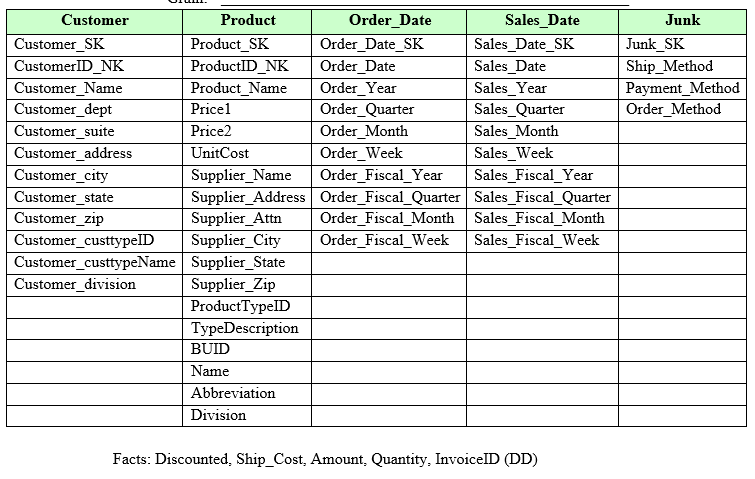 Grain:
Customer Product Order_Date Sales_Date Junk
Customer_SK Product_SK Order_Date_SK Sales_Date_SK Junk_SK
CustomerID_NK ProductID_NK Order_Date Sales_Date Ship_Method
Customer_Name Product_Name Order_Year Sales_Year Payment_Method
Customer_dept Price1 Order_Quarter Sales_Quarter Order_Method
Customer_suite Price2 Order_Month Sales_Month
Customer_address UnitCost Order_Week Sales_Week
Customer_city Supplier_Name Order_Fiscal_Year Sales_Fiscal_Year
Customer_state Supplier_Address Order_Fiscal_Quarter Sales_Fiscal_Quarter
Customer_zip Supplier_Attn Order_Fiscal_Month Sales_Fiscal_Month
Customer_custtypeID Supplier_City Order_Fiscal_Week Sales_Fiscal_Week
Customer_custtypeName Supplier_State
Customer_division Supplier_Zip
ProductTypeID
TypeDescription
BUID
Name
Abbreviation
Division
Facts: Discounted, Ship_Cost, Amount, Quantity, InvoiceID (DD)